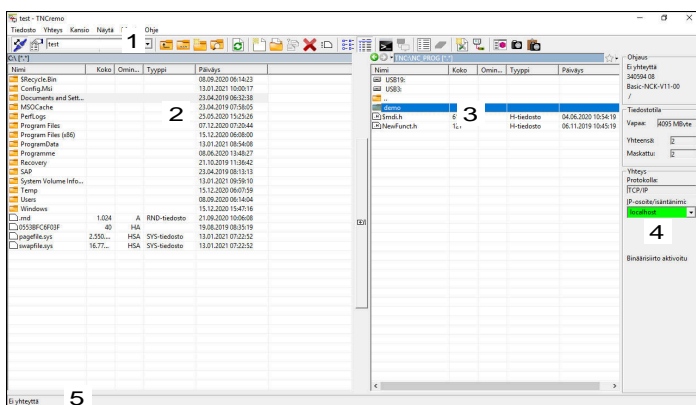 test - TNCremo
Tiedosto Yhteys Kansio Näytä Ohje
test
1
C:\ [*.*]
Nimi Koko Omin... Tyyppi Päiväys
$Recycle.Bin 08.09.2020 06:14:23
Config.Msi 13.01.2021 10:00:17
Documents and Sett... 23.04.2019 06:32:38
MSOCache 23.04.2019 07:58:05
PerfLogs 25.05.2020 15:25:26
Program Files 07.12.2020 07:20:44
Program Files (x86) 15.12.2020 06:08:00
ProgramData 13.01.2021 08:54:08
Programme 08.06.2020 13:48:27
Recovery 21.10.2019 11:36:42
SAP 23.04.2019 08:13:13
System Volume Info... 13.01.2021 09:59:10
Temp 15.12.2020 06:07:59
Users 08.09.2020 06:14:04
Windows 15.12.2020 15:47:16
.rnd 1.024 A RND-tiedosto 21.09.2020 10:06:08
0553BFC6F03F 40 HA 19.08.2019 08:35:19
pagefile.sys 2.550.... HSA SYS-tiedosto 13.01.2021 07:22:52
swapfile.sys 16.77... HSA SYS-tiedosto 13.01.2021 07:22:52
2
TNC:\NC_PROG [*.*]
Nimi Koko Omin... Tyyppi Päiväys
USB19:
USB3:
..
demo
$mdi.h H-tiedosto 04.06.2020 10:54:19
NewFunct.h H-tiedosto 06.11.2019 10:45:19
3
Ohjaus
Ei yhteyttä
340594 08
Basic-NCK-V11-00
/
Tiedostotila
Vapaa: 4095 MByte
Yhteensä: 2
Maskattu: 2
Yhteys
Protokolla:
TCP/IP
IP-osoite/isäntänimi:
localhost
4
Binäärisiirto aktivoitu
Ei yhteyttä
5